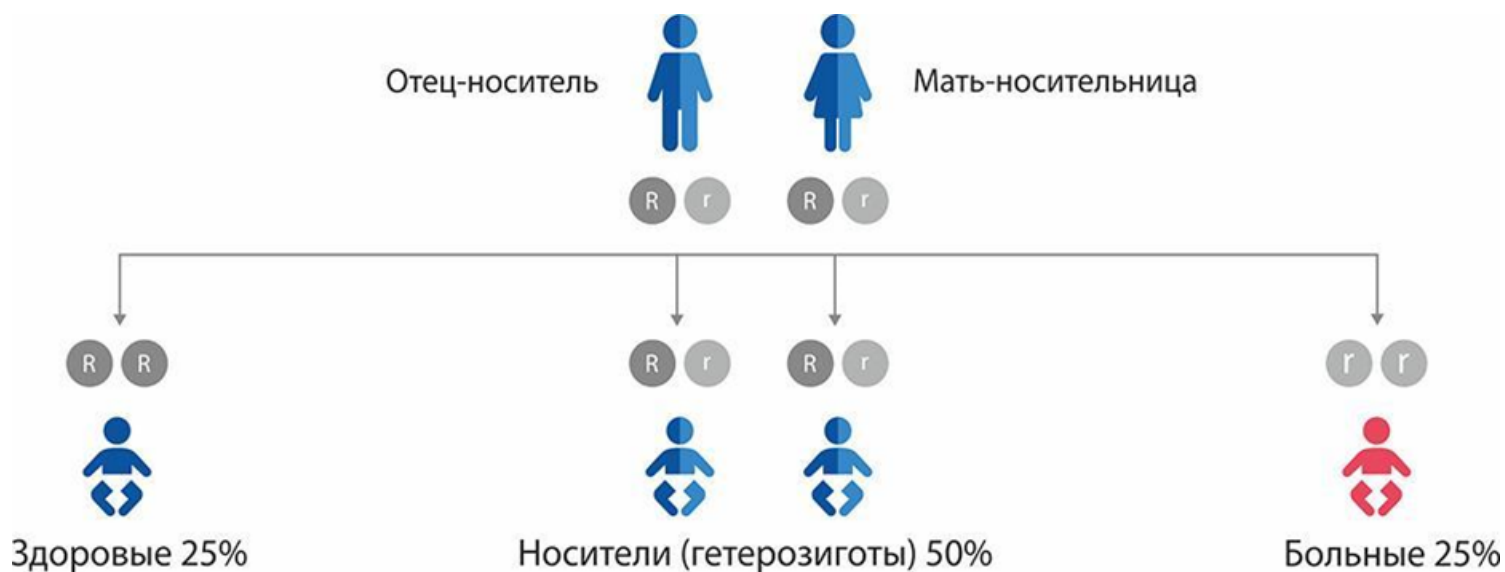 Отец-носитель
Мать-носительница
R r R r
R R R r R r r r
Здоровые 25%
Носители (гетерозиготы) 50%
Больные 25%